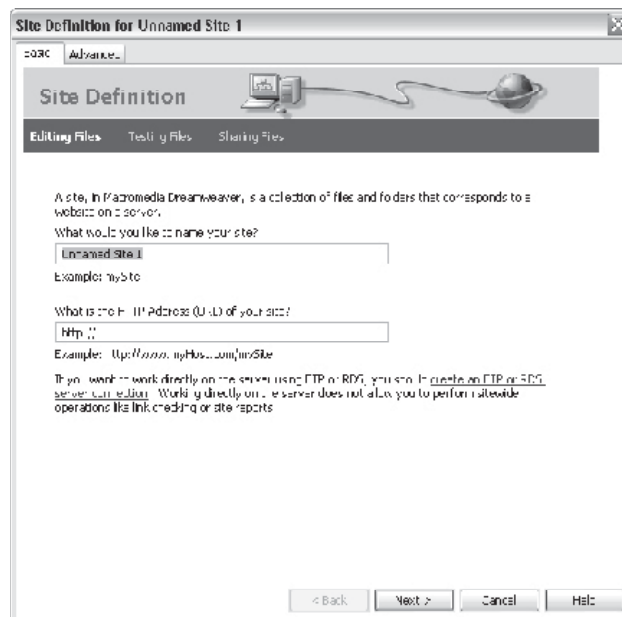 Site Definition for Unnamed Site 1
Basic Advanced
Site Definition
Editing Files Testing Files Sharing Files
A site, in Macromedia Dreamweaver, is a collection of files and folders that corresponds to a
website on a server.
What would you like to name your site?
Unnamed Site 1
Example: mySite
What is the HTTP Address (URL) of your site?
http://
Example: http://www.myHost.com/mySite
If you want to work directly on the server using FTP or RDS, you should create an FTP or RDS
server connection. Working directly on the server does not allow you to perform sitewide
operations like link checking or site reports.
< Back Next > Cancel Help